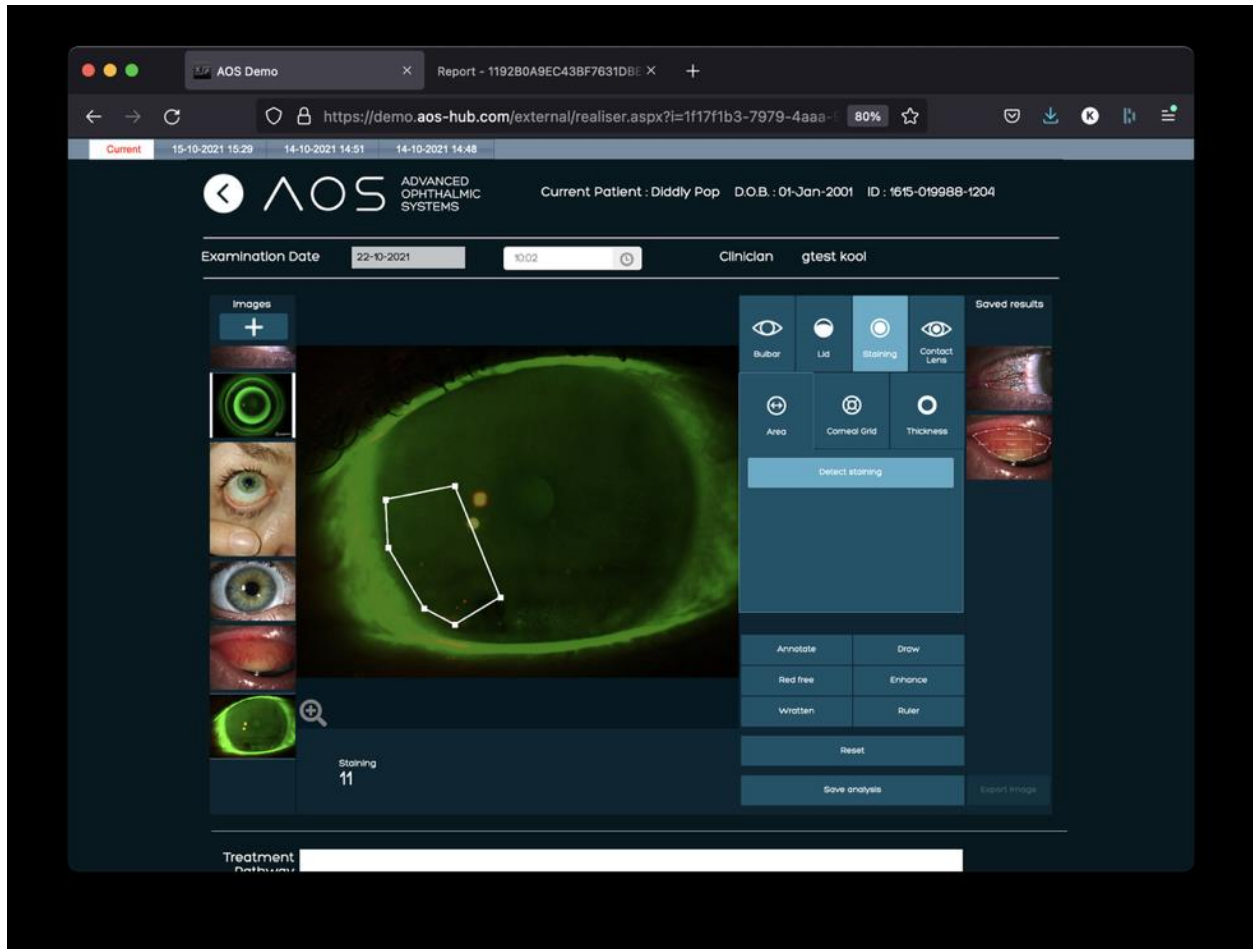 AOS Demo
Report - 1192B0A9EC43BF7631DBE
https://demo.aos-hub.com/external/realiser.aspx?i=1f17f1b3-7979-4aaa-
80%
K
Current 15-10-2021 15:29 14-10-2021 14:51 14-10-2021 14:48
AOS
ADVANCED
OPHTHALMIC
SYSTEMS
Current Patient : Diddly Pop D.O.B. : 01-Jan-2001 ID : 1615-019988-1204
Examination Date 22-10-2021 10:02 Clinician gtest kool
Images
Saved results
Bulbar Lid Staining Contact
Lens
Area Corneal Grid Thickness
Detect staining
Annotate Draw
Red free Enhance
Wratten Ruler
Reset
Staining
11
Save analysis
Export Image
Treatment
Pathway